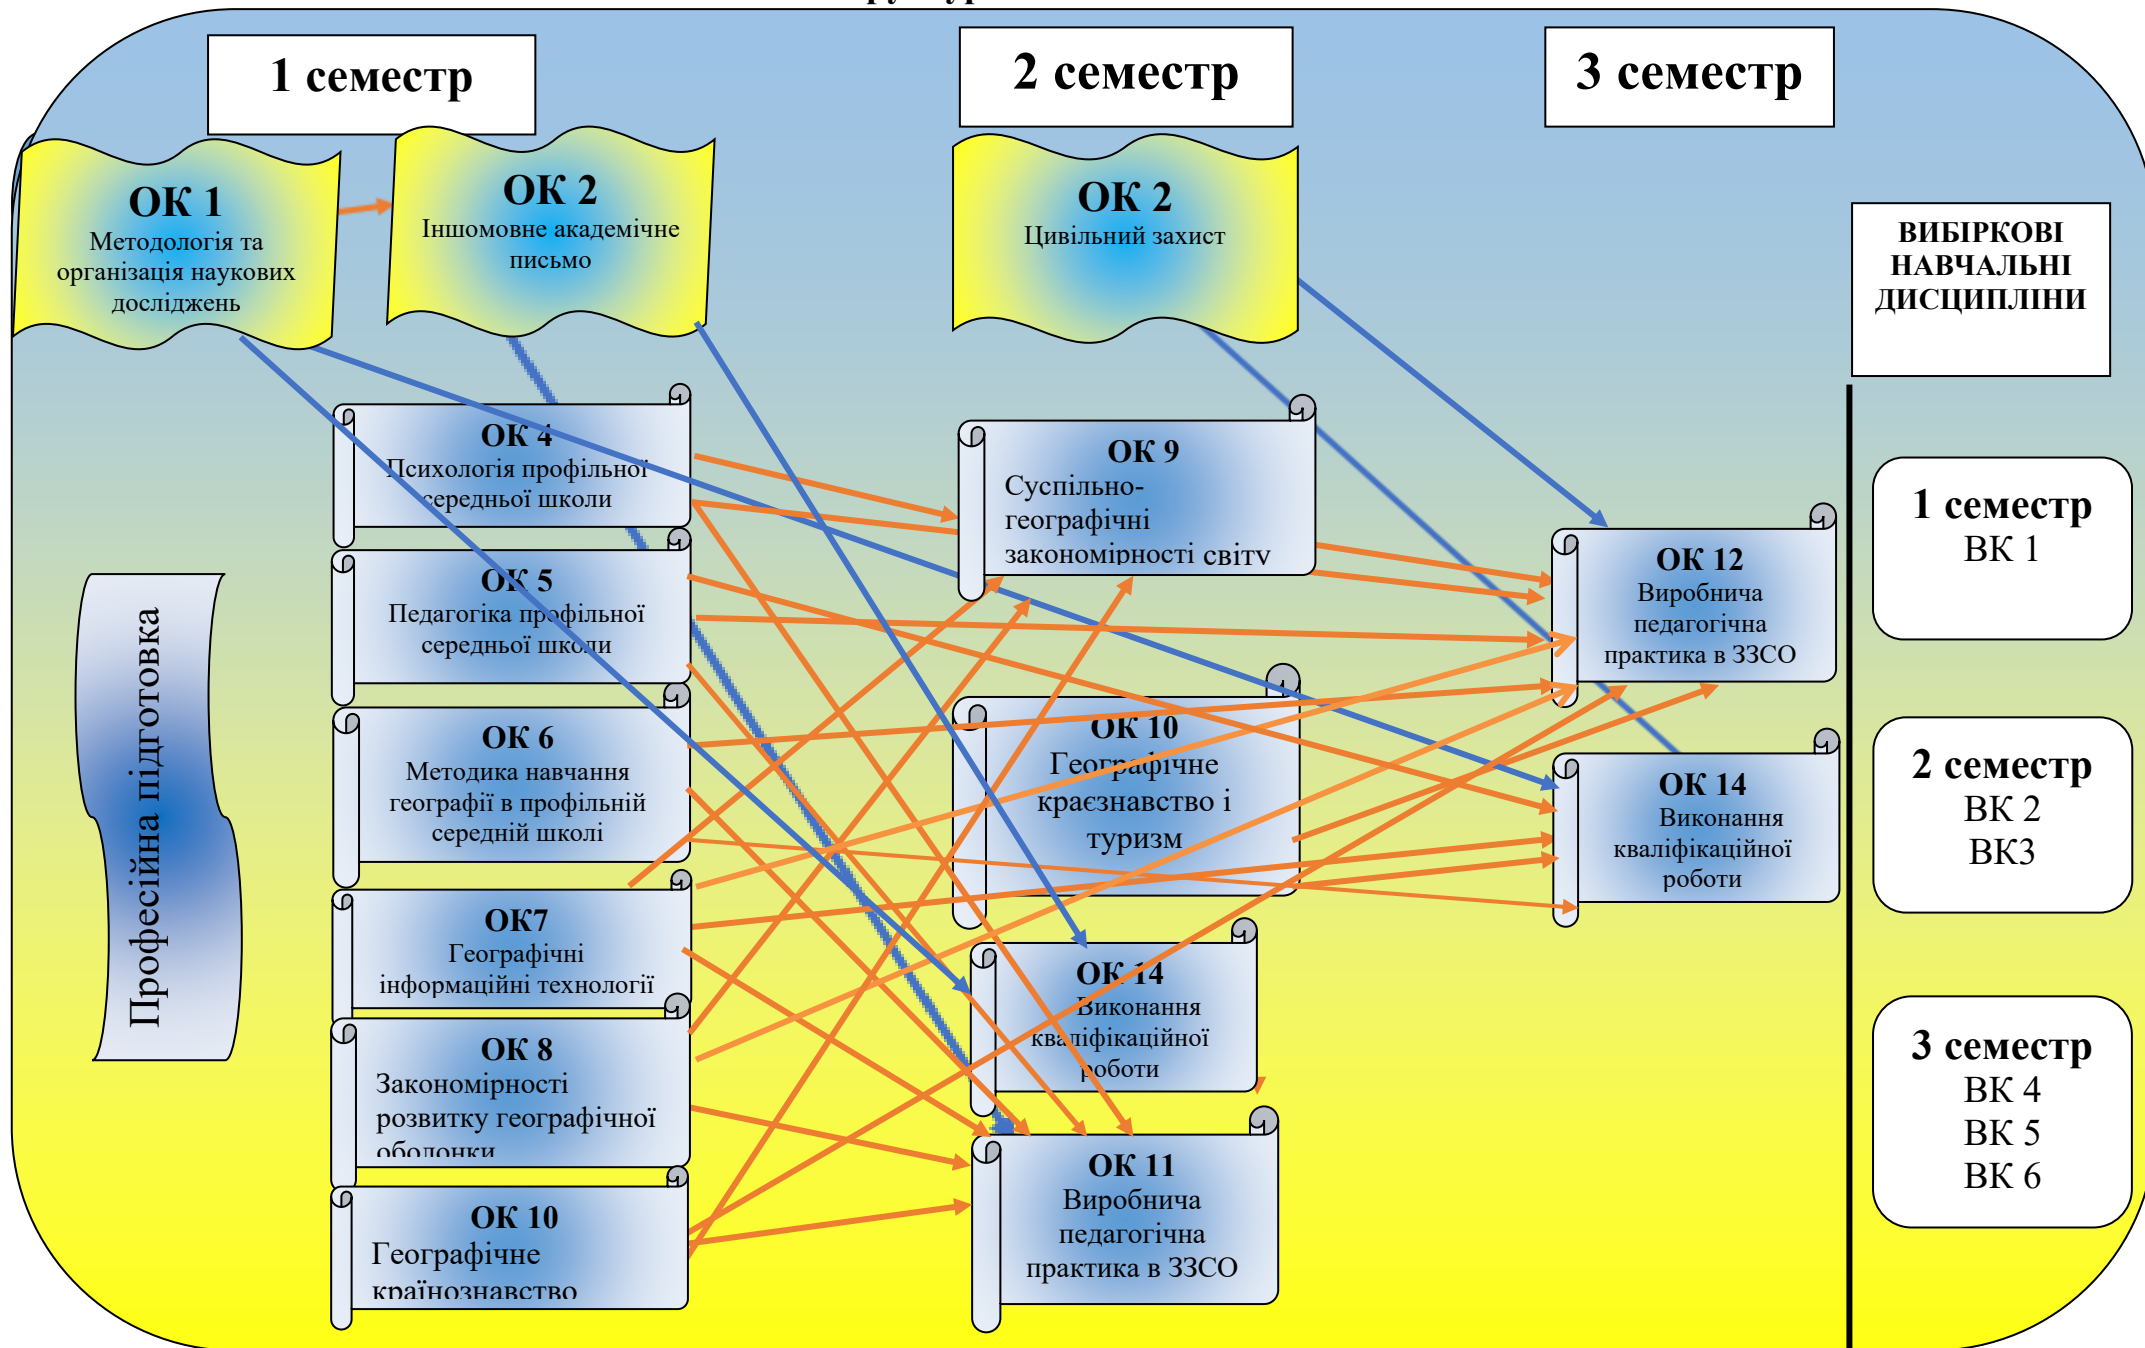 1 семестр
2 семестр
3 семестр
ОК 1
Методологія та
організація наукових
досліджень
ОК 2
Іншомовне академічне
письмо
ОК 2
Цивільний захист
ВИБІРКОВІ
НАВЧАЛЬНІ
ДИСЦИПЛІНИ
Професійна підготовка
ОК 4
Психологія профільної
середньої школи
ОК 5
Педагогіка профільної
середньої школи
ОК 6
Методика навчання
географії в профільній
середній школі
ОК7
Географічні
інформаційні технології
ОК 8
Закономірності
розвитку географічної
оболонки
ОК 10
Географічне
країнознавство
ОК 9
Суспільно-
географічні
закономірності світу
ОК 10
Географічне
краєзнавство і
туризм
ОК 14
Виконання
кваліфікаційної
роботи
ОК 11
Виробнича
педагогічна
практика в ЗЗСО
ОК 12
Виробнича
педагогічна
практика в ЗЗСО
ОК 14
Виконання
кваліфікаційної
роботи
1 семестр
ВК 1
2 семестр
ВК 2
ВК3
3 семестр
ВК 4
ВК 5
ВК 6